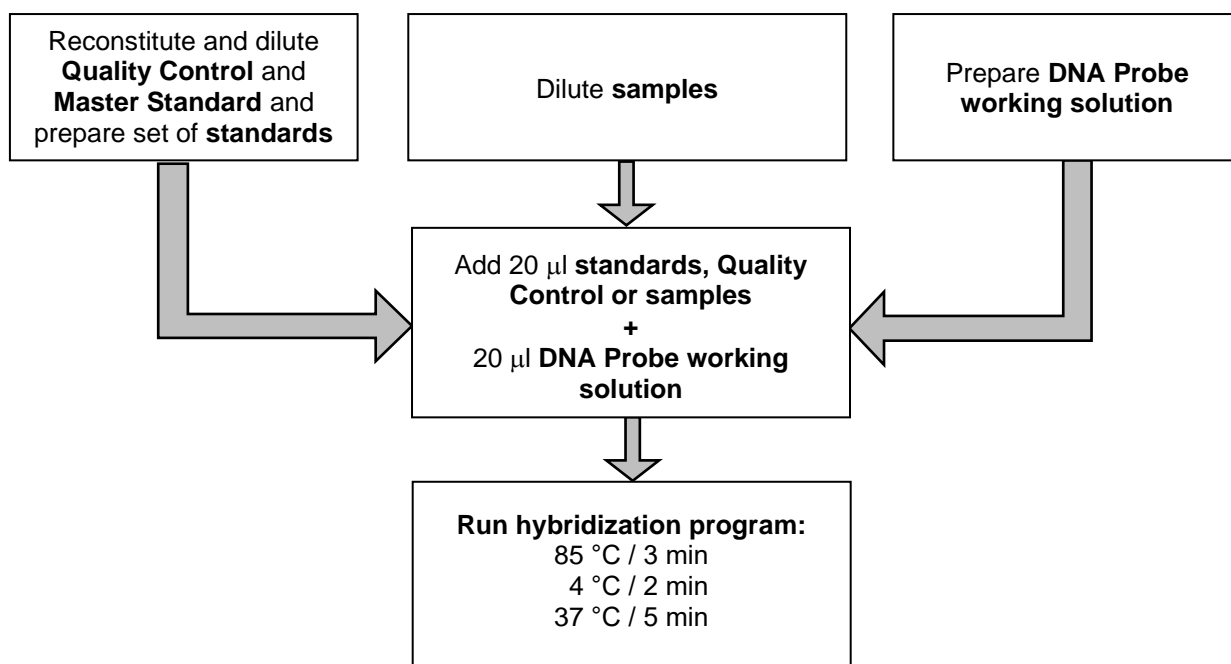 Reconstitute and dilute
Quality Control and
Master Standard and
prepare set of standards
Dilute samples
Prepare DNA Probe
working solution
Add 20 μl standards, Quality
Control or samples
+
20 μl DNA Probe working
solution
Run hybridization program:
85 °C / 3 min
4 °C / 2 min
37 °C / 5 min